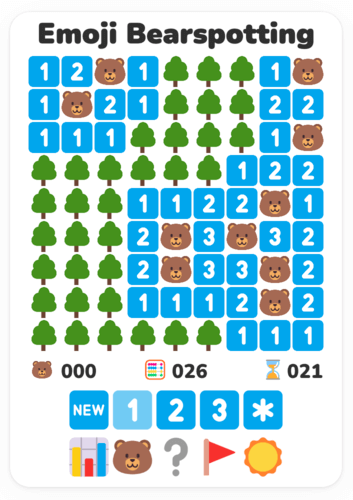 Emoji Bearspotting
1 2 1 1
1 2 1 2 2
1 1 1 1
1 2 2
1 1 2 2 1
2 3 3 2
2 3 3 2
1 1 1 2 2
1 1 1
000 026 021
NEW 1 2 3 *
?